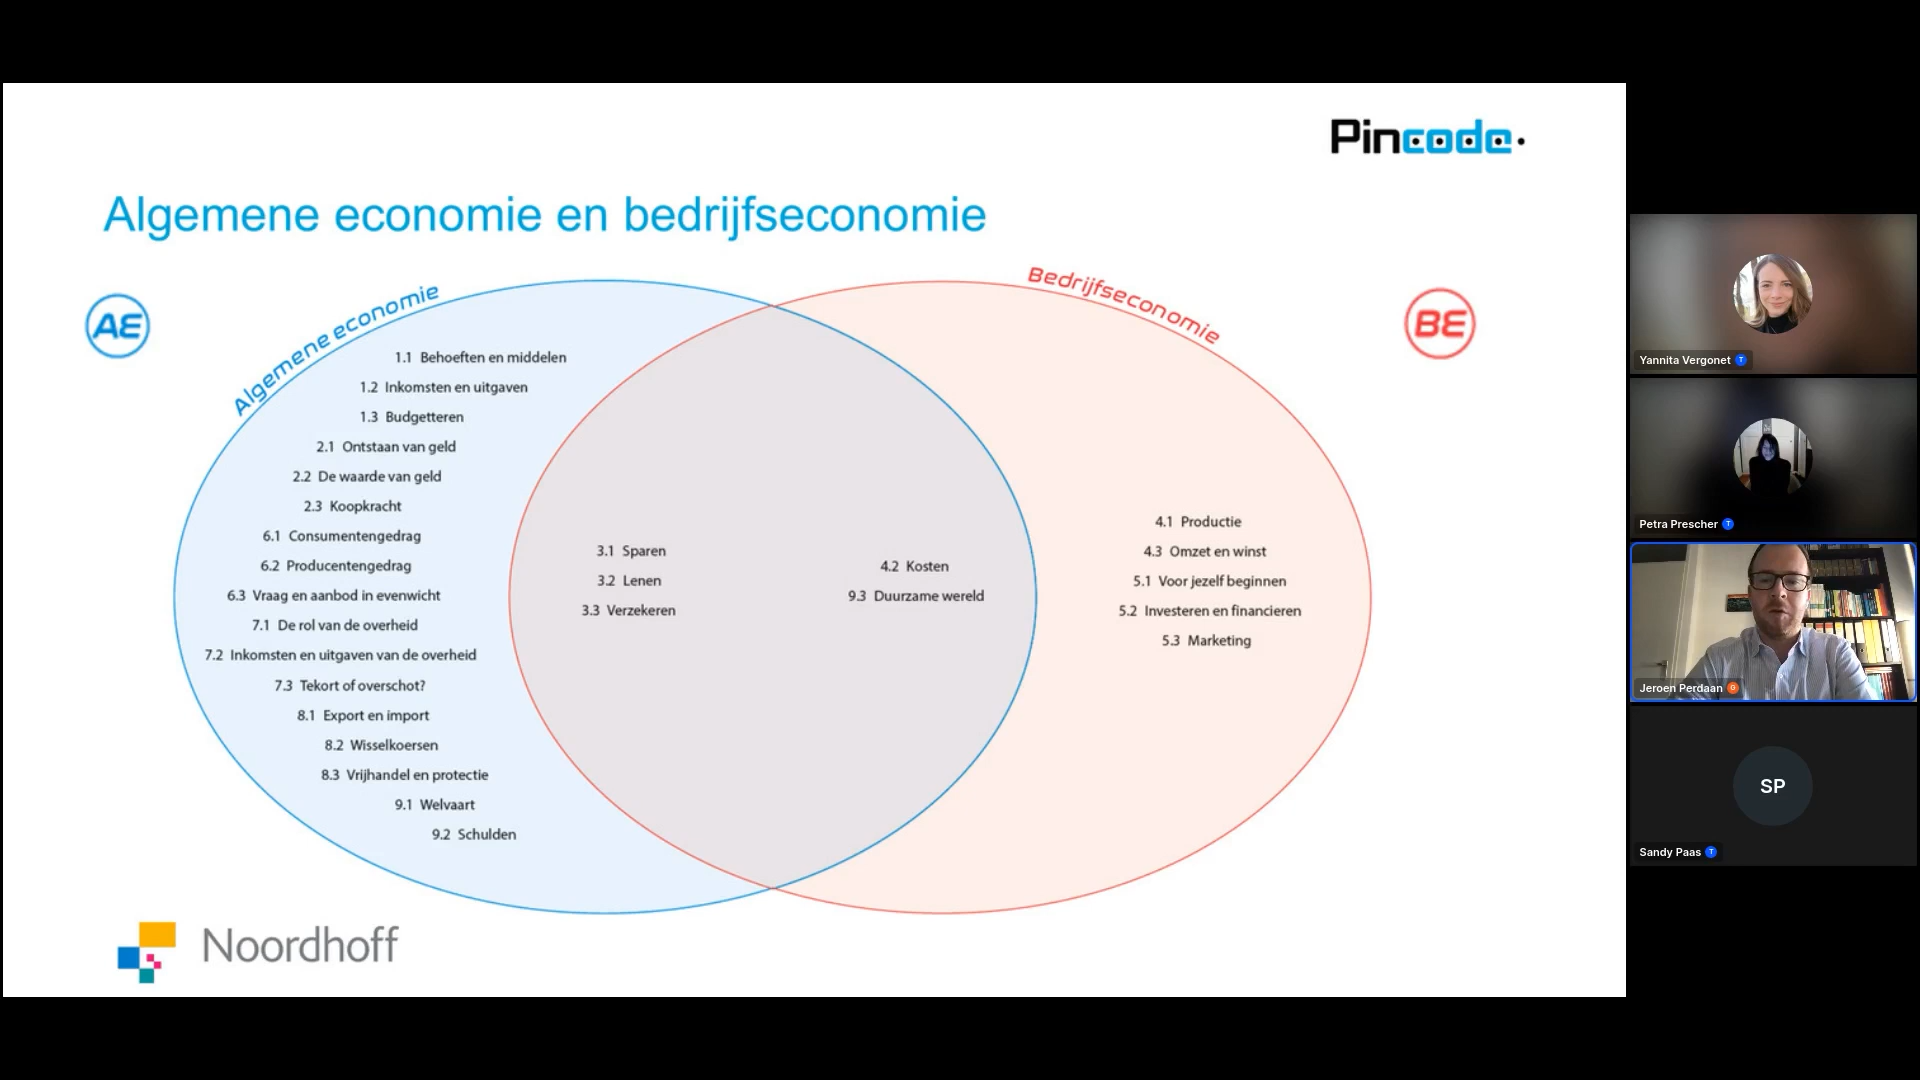 Pincode
Algemene economie en bedrijfseconomie
AE
Algemene economie
Bedrijfseconomie
BE
1.1 Behoeften en middelen
1.2 Inkomsten en uitgaven
1.3 Budgetteren
2.1 Ontstaan van geld
2.2 De waarde van geld
2.3 Koopkracht
6.1 Consumentengedrag
6.2 Producentengedrag
6.3 Vraag en aanbod in evenwicht
7.1 De rol van de overheid
7.2 Inkomsten en uitgaven van de overheid
7.3 Tekort of overschot?
8.1 Export en import
8.2 Wisselkoersen
8.3 Vrijhandel en protectie
9.1 Welvaart
9.2 Schulden
3.1 Sparen
3.2 Lenen
3.3 Verzekeren
4.2 Kosten
9.3 Duurzame wereld
4.1 Productie
4.3 Omzet en winst
5.1 Voor jezelf beginnen
5.2 Investeren en financieren
5.3 Marketing
Noordhoff
Yannita Vergonet T
Petra Prescher T
Jeroen Perdaan G
SP
Sandy Paas T